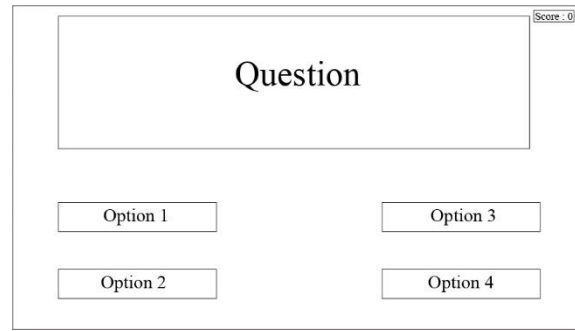 Score : 0
Question
Option 1
Option 3
Option 2
Option 4